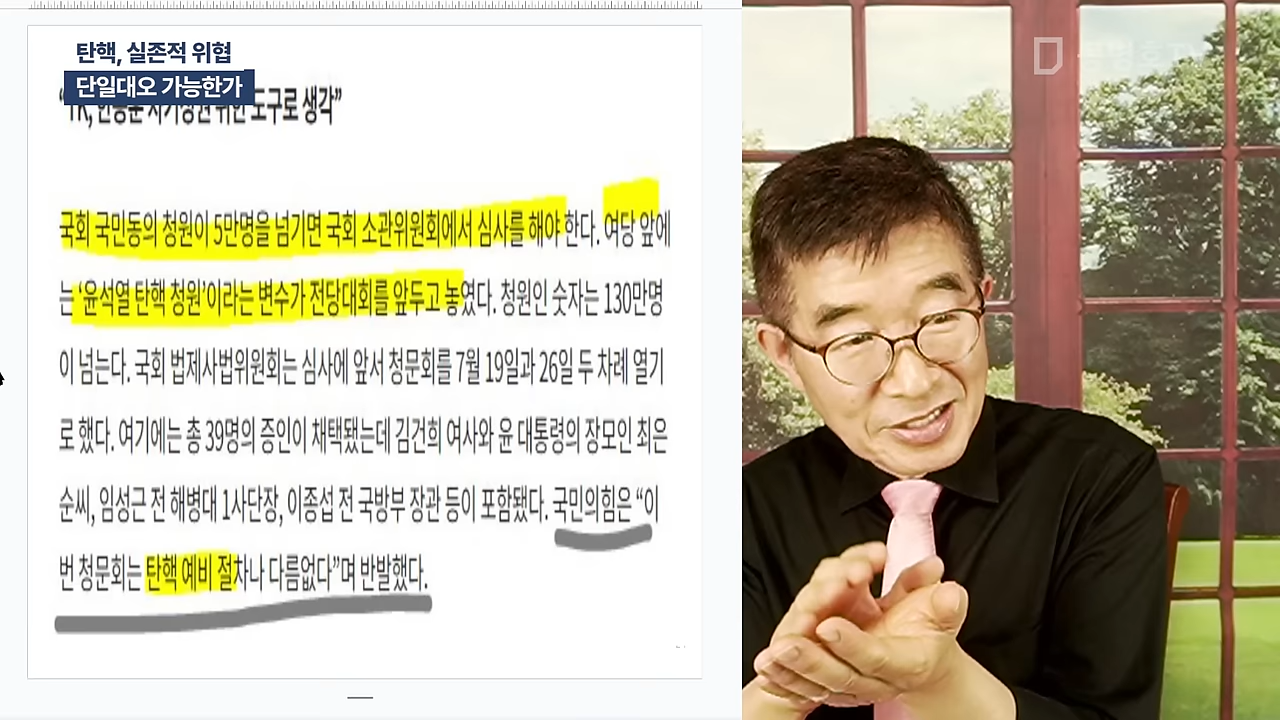 탄핵, 실존적 위협
단일대오 가능한가
도구로 생각”
국회 국민동의 청원이 5만명을 넘기면 국회 소관위원회에서 심사를 해야 한다. 여당 앞에
는 ‘윤석열 탄핵 청원’이라는 변수가 전당대회를 앞두고 놓였다. 청원인 숫자는 130만명
이 넘는다. 국회 법제사법위원회는 심사에 앞서 청문회를 7월 19일과 26일 두 차례 열기
로 했다. 여기에는 총 39명의 증인이 채택됐는데 김건희 여사와 윤 대통령의 장모인 최은
순씨, 임성근 전 해병대 1사단장, 이종섭 전 국방부 장관 등이 포함됐다. 국민의힘은 “이
번 청문회는 탄핵 예비 절차나 다름없다”며 반발했다.